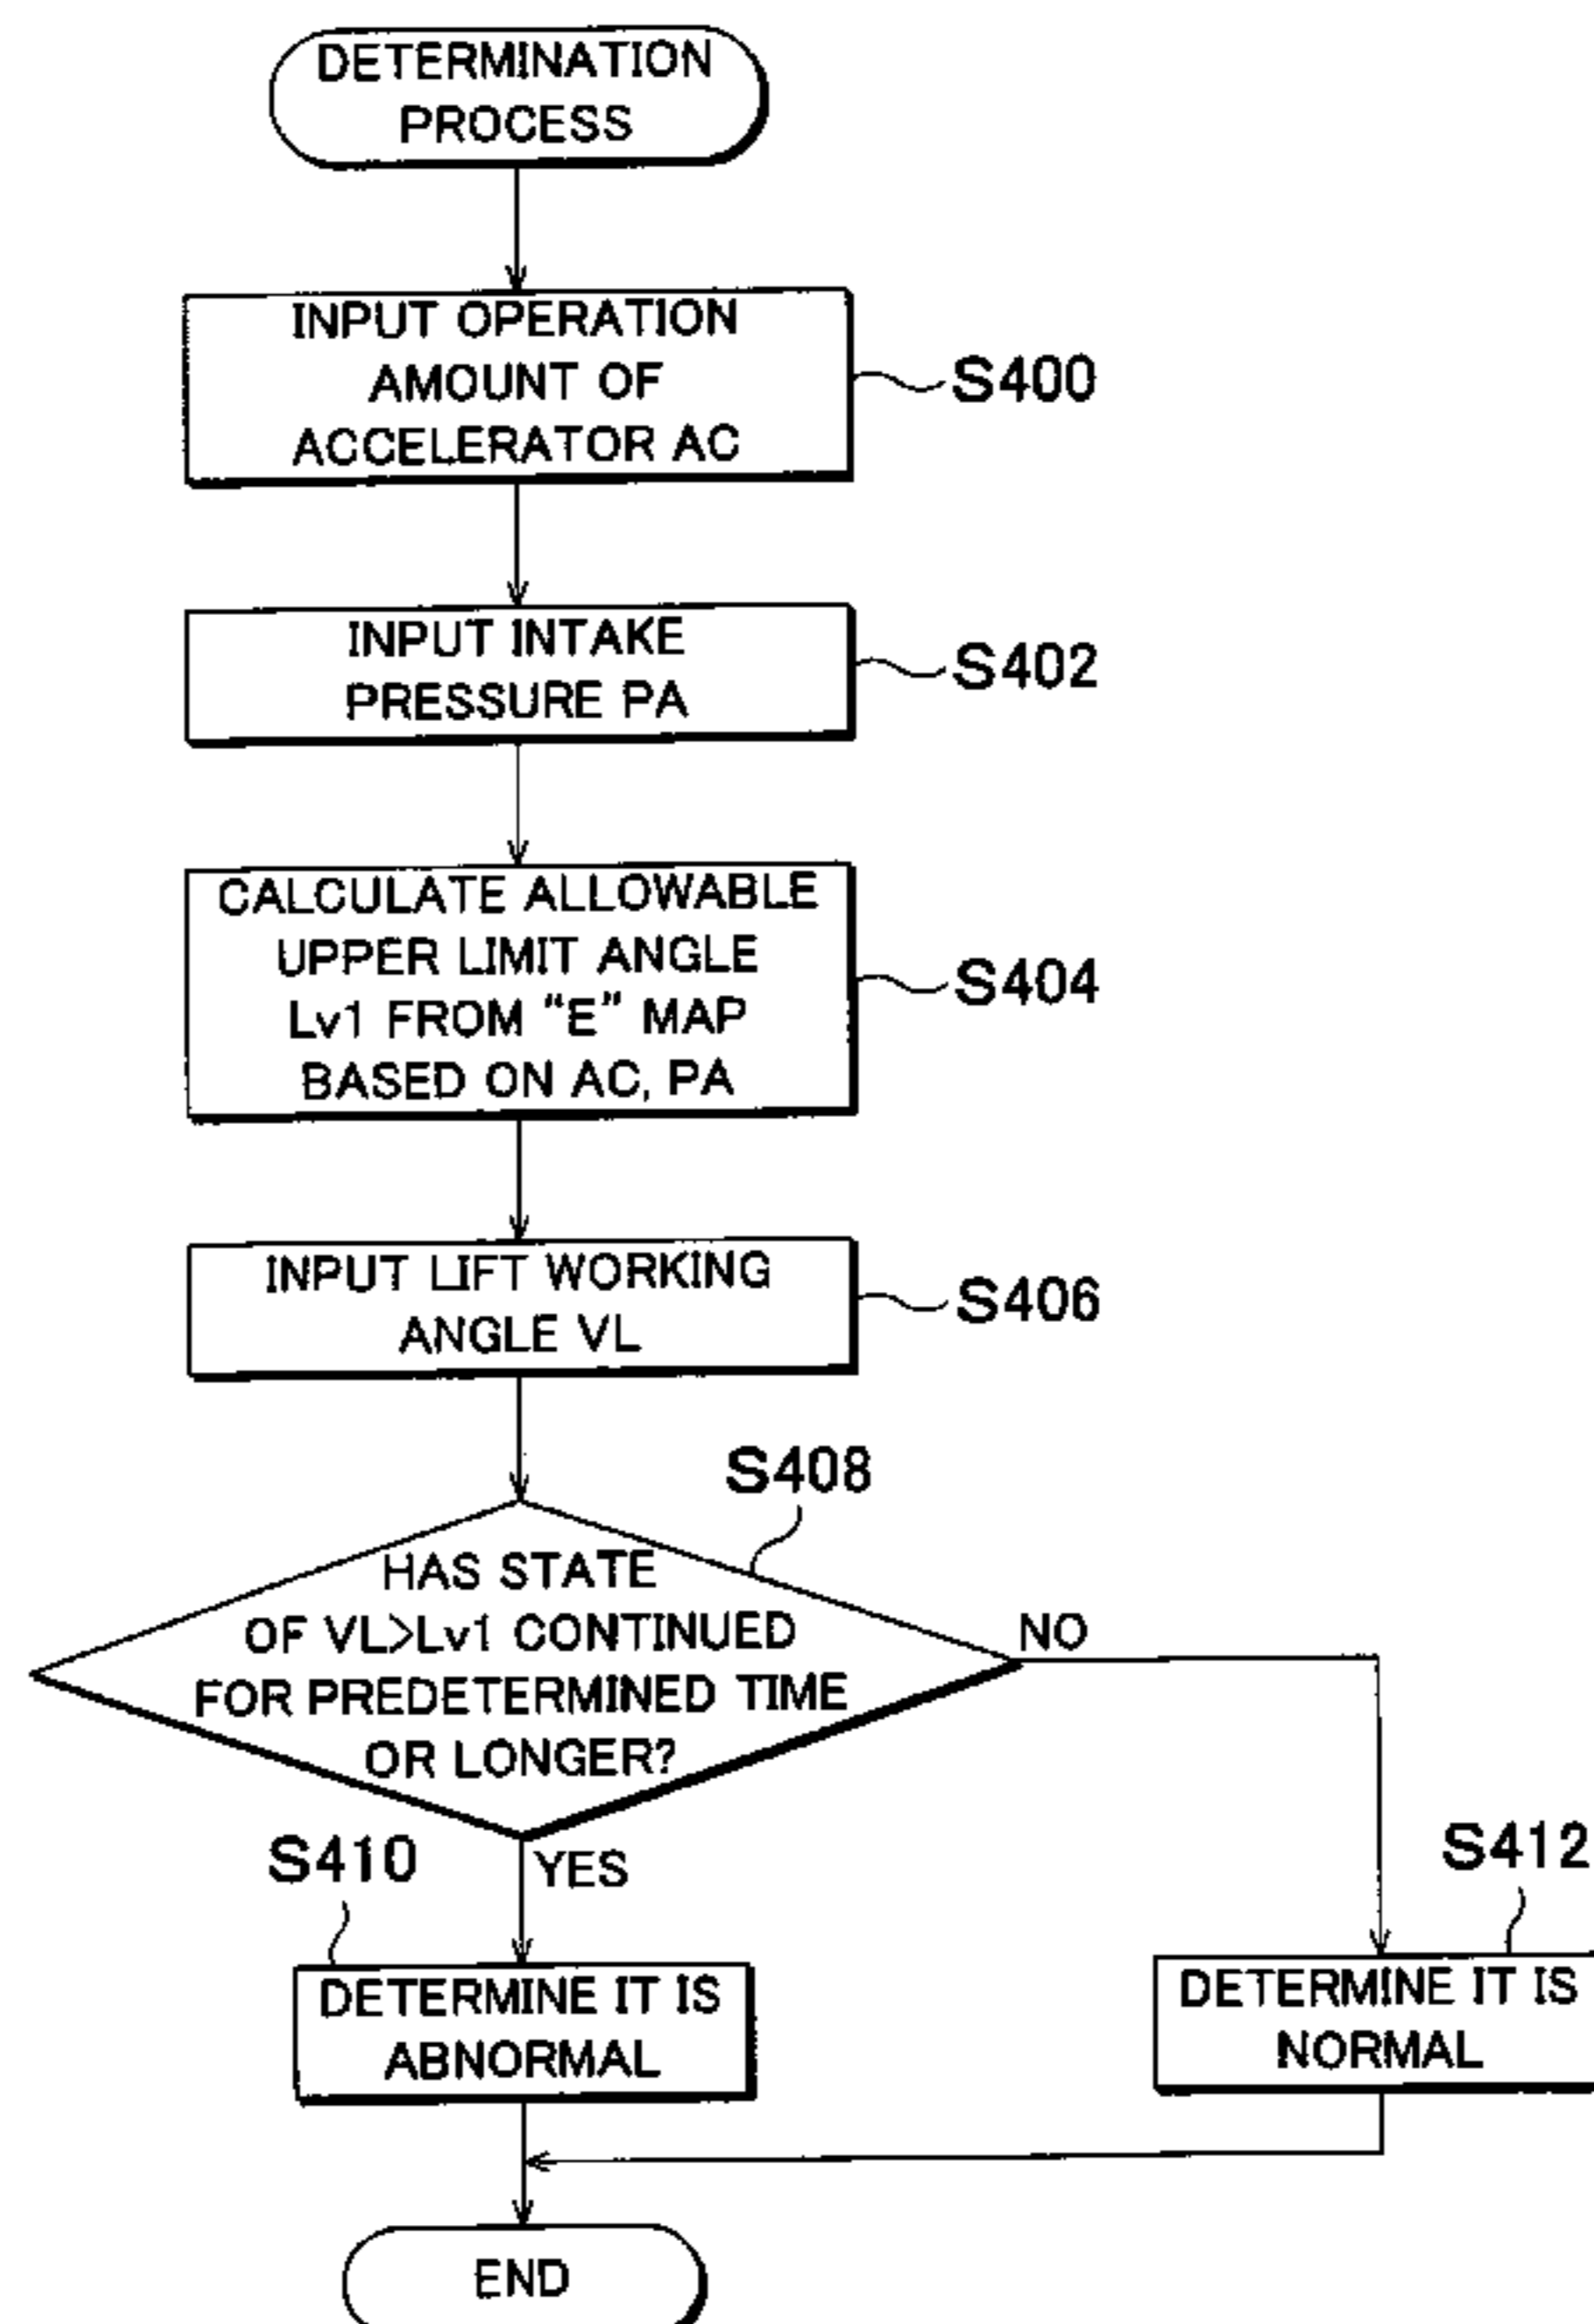 DETERMINATION
PROCESS
INPUT OPERATION
AMOUNT OF
ACCELERATOR AC
S400
INPUT INTAKE
PRESSURE PA
S402
CALCULATE ALLOWABLE
UPPER LIMIT ANGLE
Lv1 FROM “E” MAP
BASED ON AC, PA
S404
INPUT LIFT WORKING
ANGLE VL
S406
S408
HAS STATE
OF VL>Lv1 CONTINUED
FOR PREDETERMINED TIME
OR LONGER?
NO
YES
S410
DETERMINE IT IS
ABNORMAL
S412
DETERMINE IT IS
NORMAL
END